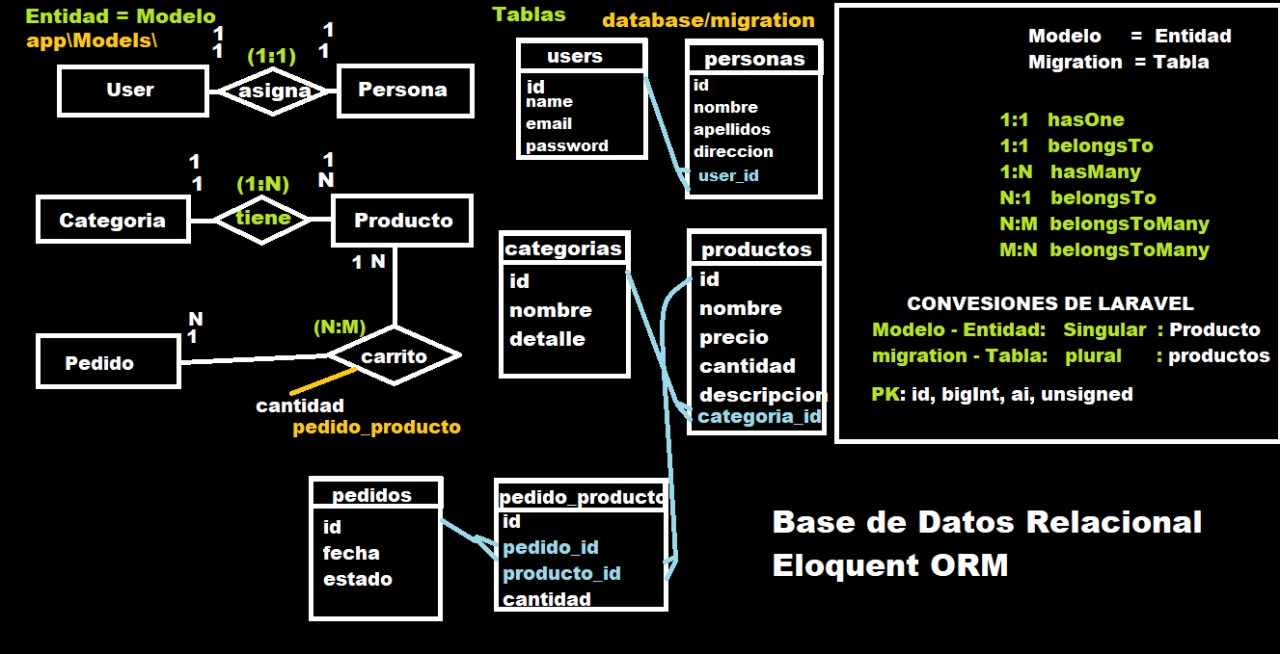 Entidad = Modelo
app\Models\
1
1
(1:1)
1
1
User
asigna
Persona
1
1
(1:N)
1
N
Categoria
tiene
Producto
1 N
N
1
(N:M)
Pedido
carrito
cantidad
pedido_producto
Tablas
database/migration
users
id
name
email
password
personas
id
nombre
apellidos
direccion
user_id
categorias
id
nombre
detalle
productos
id
nombre
precio
cantidad
descripcion
categoria_id
pedidos
id
fecha
estado
pedido_producto
id
pedido_id
producto_id
cantidad
Modelo = Entidad
Migration = Tabla
1:1 hasOne
1:1 belongsTo
1:N hasMany
N:1 belongsTo
N:M belongsToMany
M:N belongsToMany
CONVESIONES DE LARAVEL
Modelo - Entidad: Singular : Producto
migration - Tabla: plural : productos
PK: id, bigInt, ai, unsigned
Base de Datos Relacional
Eloquent ORM